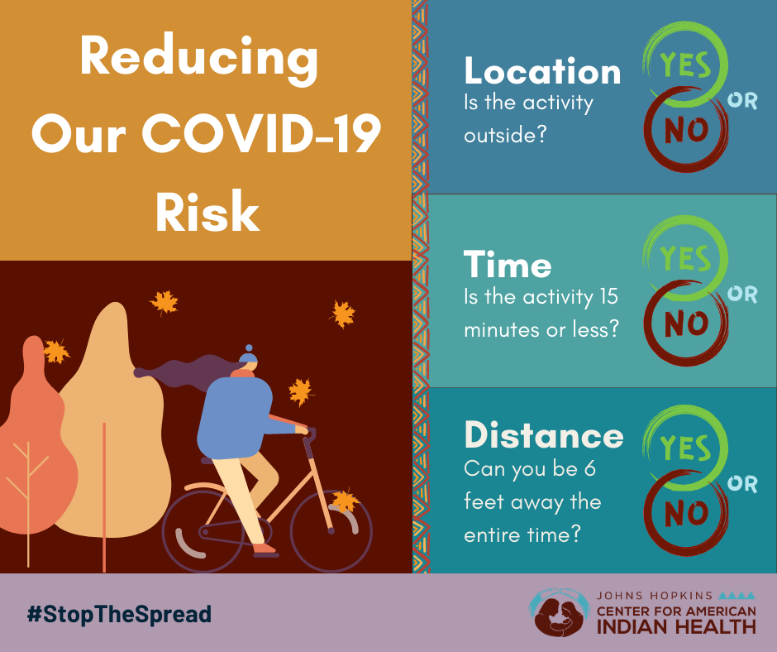 Reducing
Our COVID-19
Risk
Location
Is the activity
outside?
YES
OR
NO
Time
Is the activity 15
minutes or less?
YES
OR
NO
Distance
Can you be 6
feet away the
entire time?
YES
OR
NO
#StopTheSpread
JOHNS HOPKINS
CENTER FOR AMERICAN
INDIAN HEALTH